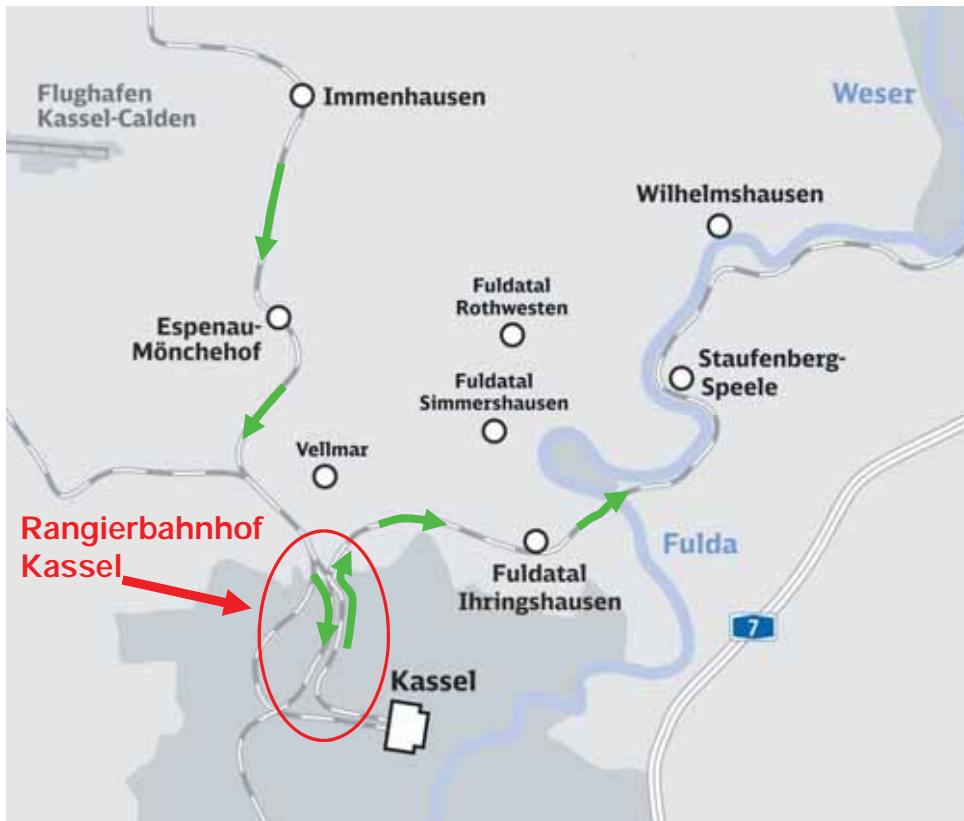 Flughafen
Kassel-Calden
Immenhausen
Weser
Wilhelmshausen
Fuldatal
Rothwesten
Espenau-
Mönchehof
Fuldatal
Simmershausen
Staufenberg-
Speele
Vellmar
Rangierbahnhof
Kassel
Fulda
Fuldatal
Ihringshausen
7
Kassel